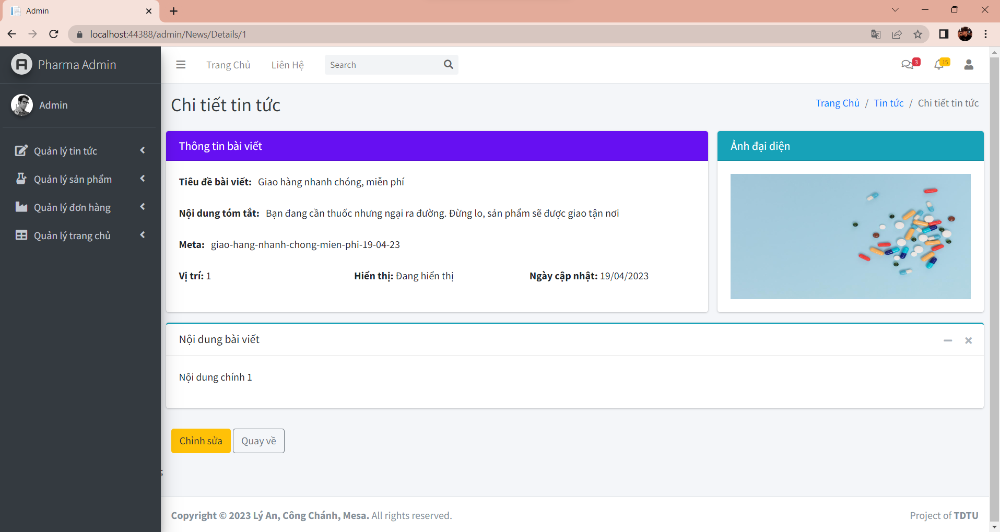 Admin
localhost:44388/admin/News/Details/1
Pharma Admin
Trang Chủ
Liên Hệ
Search
3
15
Admin
Chi tiết tin tức
Trang Chủ / Tin tức / Chi tiết tin tức
Quản lý tin tức
Quản lý sản phẩm
Quản lý đơn hàng
Quản lý trang chủ
Thông tin bài viết
Tiêu đề bài viết: Giao hàng nhanh chóng, miễn phí
Nội dung tóm tắt: Bạn đang cần thuốc nhưng ngại ra đường. Đừng lo, sản phẩm sẽ được giao tận nơi
Meta: giao-hang-nhanh-chong-mien-phi-19-04-23
Vị trí: 1 Hiển thị: Đang hiển thị Ngày cập nhật: 19/04/2023
Ảnh đại diện
Nội dung bài viết
Nội dung chính 1
Chỉnh sửa
Quay về
;
Copyright © 2023 Lý An, Công Chánh, Mesa. All rights reserved.
Project of TDTU